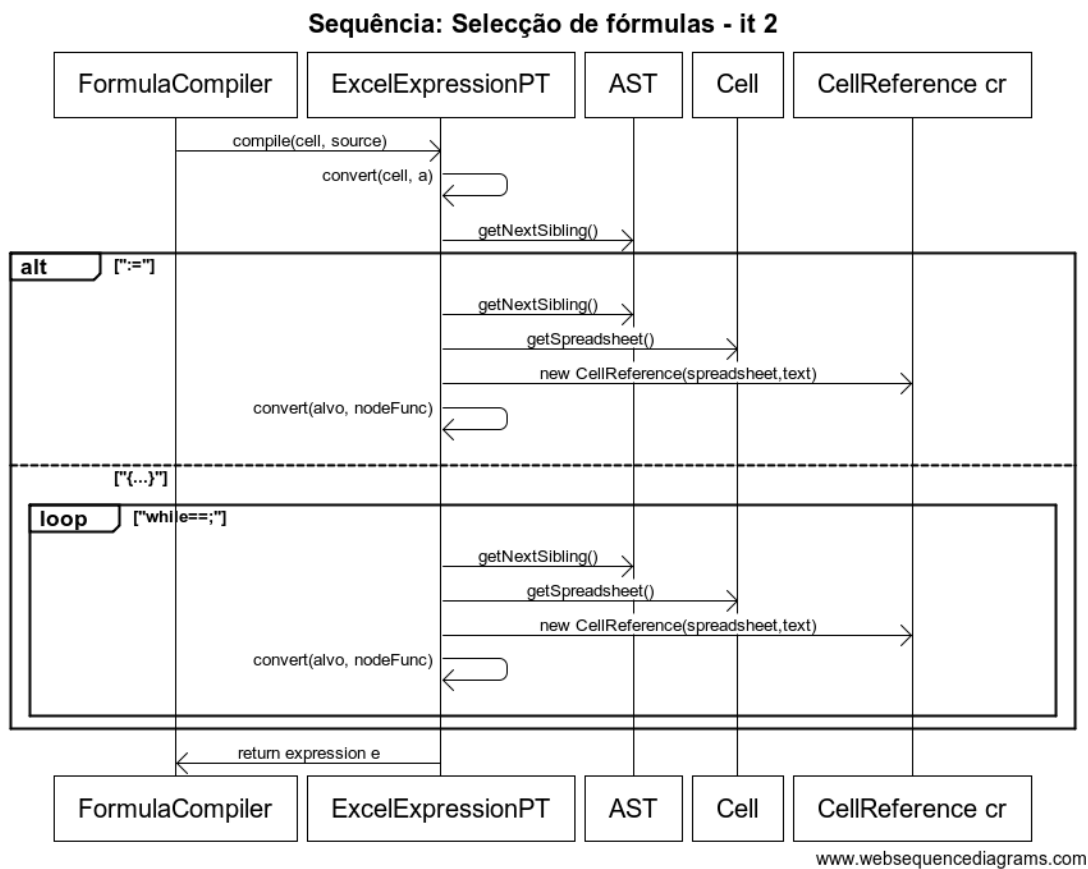 Sequência: Selecção de fórmulas - it 2
FormulaCompiler ExcelExpressionPT AST Cell CellReference cr
compile(cell, source)
convert(cell, a)
getNextSibling()
alt [":="]
getNextSibling()
getSpreadsheet()
new CellReference(spreadsheet,text)
convert(alvo, nodeFunc)
["{...}"]
loop ["while==;"]
getNextSibling()
getSpreadsheet()
new CellReference(spreadsheet,text)
convert(alvo, nodeFunc)
return expression e
FormulaCompiler ExcelExpressionPT AST Cell CellReference cr
www.websequencediagrams.com